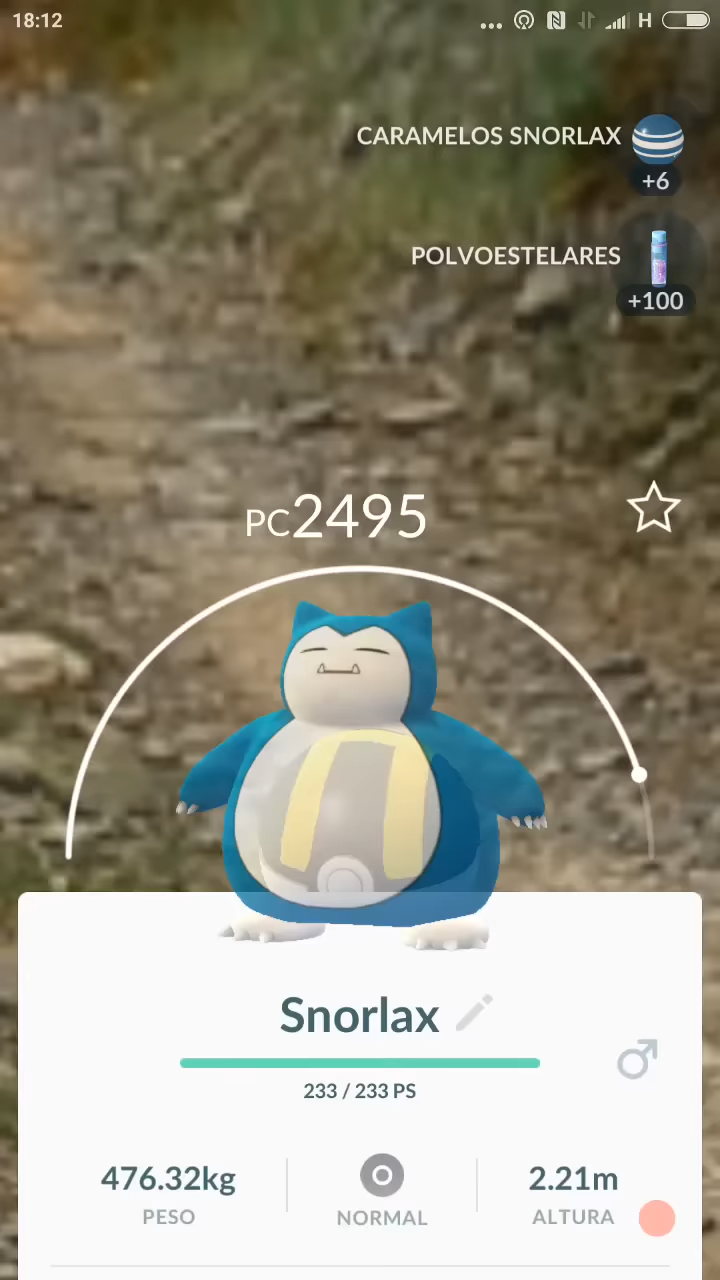 18:12
H
CARAMELOS SNORLAX
+6
POLVOESTELARES
+100
PC2495
Snorlax
233 / 233 PS
476.32kg
PESO
NORMAL
2.21m
ALTURA